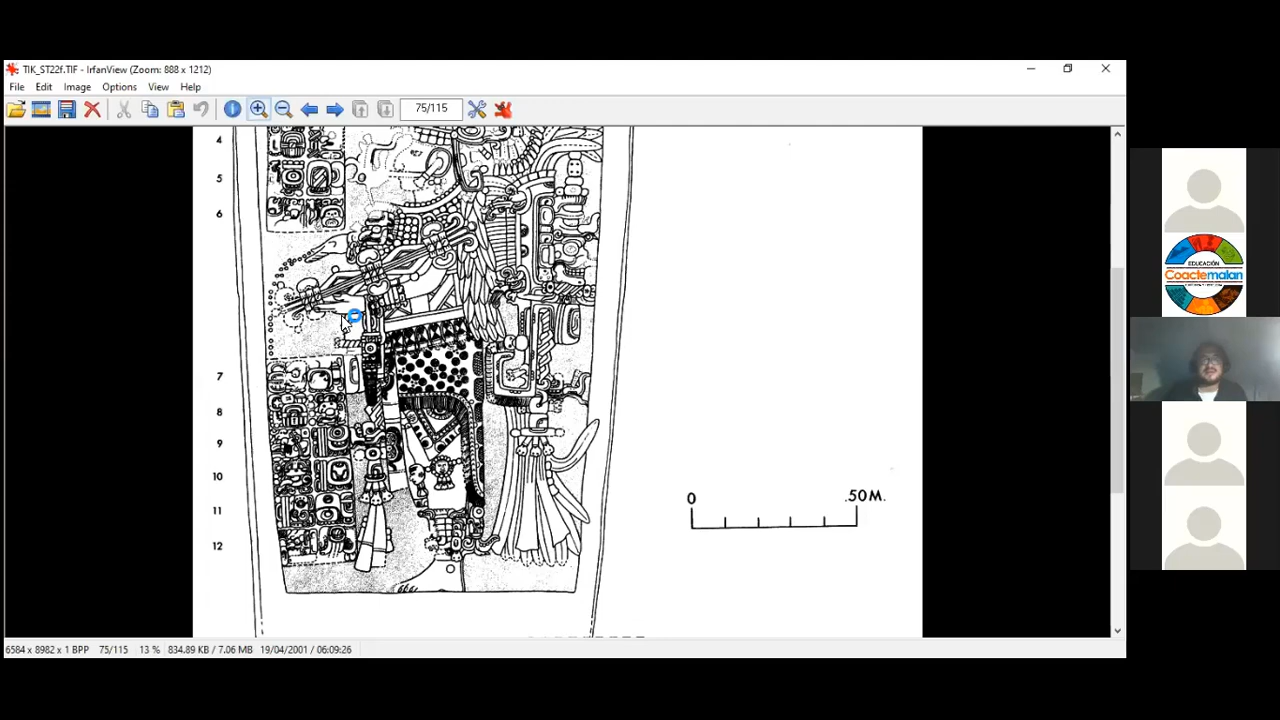 TIK_ST22f.TIF - IrfanView (Zoom: 888 x 1212)
File Edit Image Options View Help
75/115
4
5
6
7
8
9
10
11
12
0 .50M.
EDUCACIÓN
Coactemalan
6584 x 8982 x 1 BPP 75/115 13 % 834.89 KB / 7.06 MB 19/04/2001 / 06:09:26